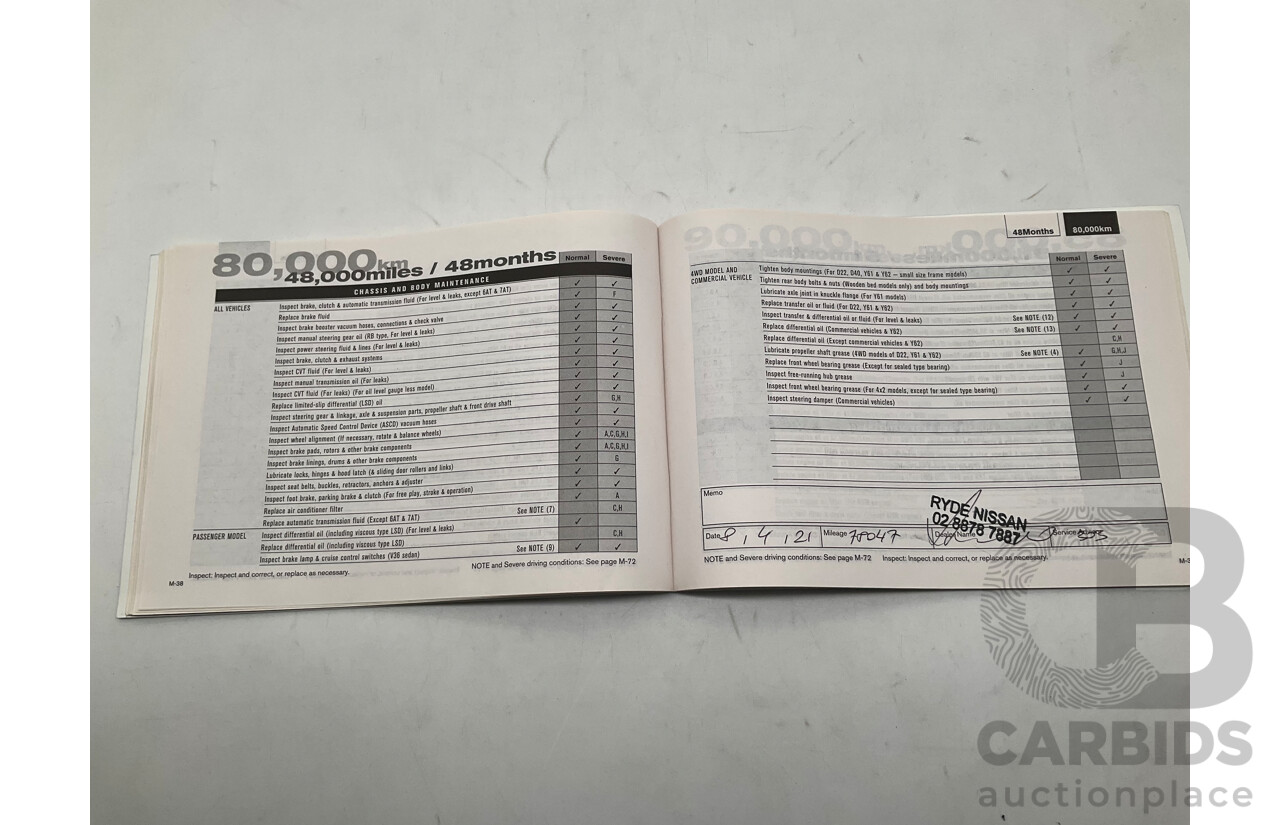 80,000km
48,000miles / 48months
Normal Severe
CHASSIS AND BODY MAINTENANCE
ALL VEHICLES
Inspect brake, clutch & automatic transmission fluid (For level & leaks, except 6AT & 7AT) ✓ ✓
Replace brake fluid ✓ F
Inspect brake booster vacuum hoses, connections & check valve ✓ ✓
Inspect manual steering gear oil (RB type, For level & leaks) ✓ ✓
Inspect power steering fluid & lines (For level & leaks) ✓ ✓
Inspect brake, clutch & exhaust systems ✓ ✓
Inspect CVT fluid (For level & leaks) ✓ ✓
Inspect manual transmission oil (For leaks) ✓ ✓
Inspect CVT fluid (For leaks) (For oil level gauge less model) ✓ ✓
Replace limited-slip differential (LSD) oil ✓ G,H
Inspect steering gear & linkage, axle & suspension parts, propeller shaft & front drive shaft ✓ ✓
Inspect Automatic Speed Control Device (ASCD) vacuum hoses ✓ ✓
Inspect wheel alignment (If necessary, rotate & balance wheels) ✓ A,C,G,H,I
Inspect brake pads, rotors & other brake components ✓ A,C,G,H,I
Inspect brake linings, drums & other brake components ✓ G
Lubricate locks, hinges & hood latch (& sliding door rollers and links) ✓ ✓
Inspect seat belts, buckles, retractors, anchors & adjuster ✓ ✓
Inspect foot brake, parking brake & clutch (For free play, stroke & operation) ✓ A
Replace air conditioner filter See NOTE (7) C,H
Replace automatic transmission fluid (Except 6AT & 7AT) ✓
PASSENGER MODEL
Inspect differential oil (including viscous type LSD) (For level & leaks) C,H
Replace differential oil (including viscous type LSD)
Inspect brake lamp & cruise control switches (V36 sedan) See NOTE (9) ✓ ✓
M-38
Inspect: Inspect and correct, or replace as necessary.
NOTE and Severe driving conditions: See page M-72
48Months 80,000km
Normal Severe
4WD MODEL AND
COMMERCIAL VEHICLE
Tighten body mountings (For D22, D40, Y61 & Y62 — small size frame models) ✓ ✓
Tighten rear body bolts & nuts (Wooden bed models only) and body mountings ✓ ✓
Lubricate axle joint in knuckle flange (For Y61 models) ✓ ✓
Replace transfer oil or fluid (For D22, Y61 & Y62) ✓ ✓
Inspect transfer & differential oil or fluid (For level & leaks) See NOTE (12) ✓ ✓
Replace differential oil (Commercial vehicles & Y62) See NOTE (13) ✓ ✓
Replace differential oil (Except commercial vehicles & Y62) C,H
Lubricate propeller shaft grease (4WD models of D22, Y61 & Y62) See NOTE (4) ✓ G,H,J
Replace front wheel bearing grease (Except for sealed type bearing) ✓ J
Inspect free-running hub grease ✓ J
Inspect front wheel bearing grease (For 4x2 models, except for sealed type bearing) ✓ ✓
Inspect steering damper (Commercial vehicles) ✓ ✓
Memo
RYDE NISSAN
02 8878 7887
Date 8, 4, 21 Mileage 78047 Dealer Name Service
NOTE and Severe driving conditions: See page M-72 Inspect: Inspect and correct, or replace as necessary.
CARBIDS
auctionplace